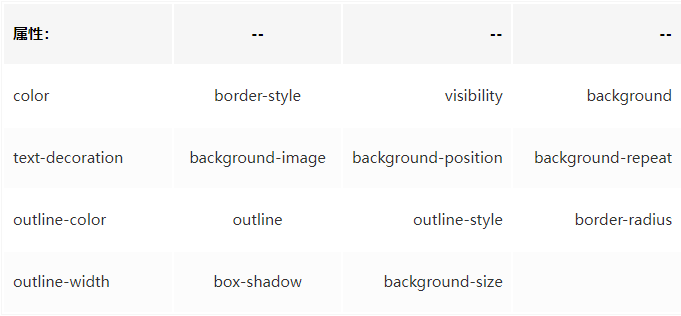 属性： -- -- --
color border-style visibility background
text-decoration background-image background-position background-repeat
outline-color outline outline-style border-radius
outline-width box-shadow background-size